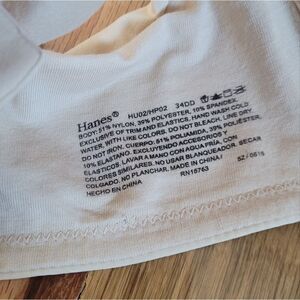 Hanes® HU02/HP02 34DD
BODY: 51% NYLON, 39% POLYESTER, 10% SPANDEX.
EXCLUSIVE OF TRIM AND ELASTICS. HAND WASH COLD
WATER, WITH LIKE COLORS. DO NOT BLEACH. LINE DRY.
DO NOT IRON. CUERPO: 51% POLIAMIDA, 39% POLIÉSTER,
10% ELASTANO. EXCLUYENDO ACCESORIOS Y
ELASTICOS. LAVAR A MANO CON AGUA FRÍA, CON
COLORES SIMILARES. NO USAR BLANQUEADOR. SECAR
COLGADO. NO PLANCHAR. MADE IN CHINA /
HECHO EN CHINA RN15763